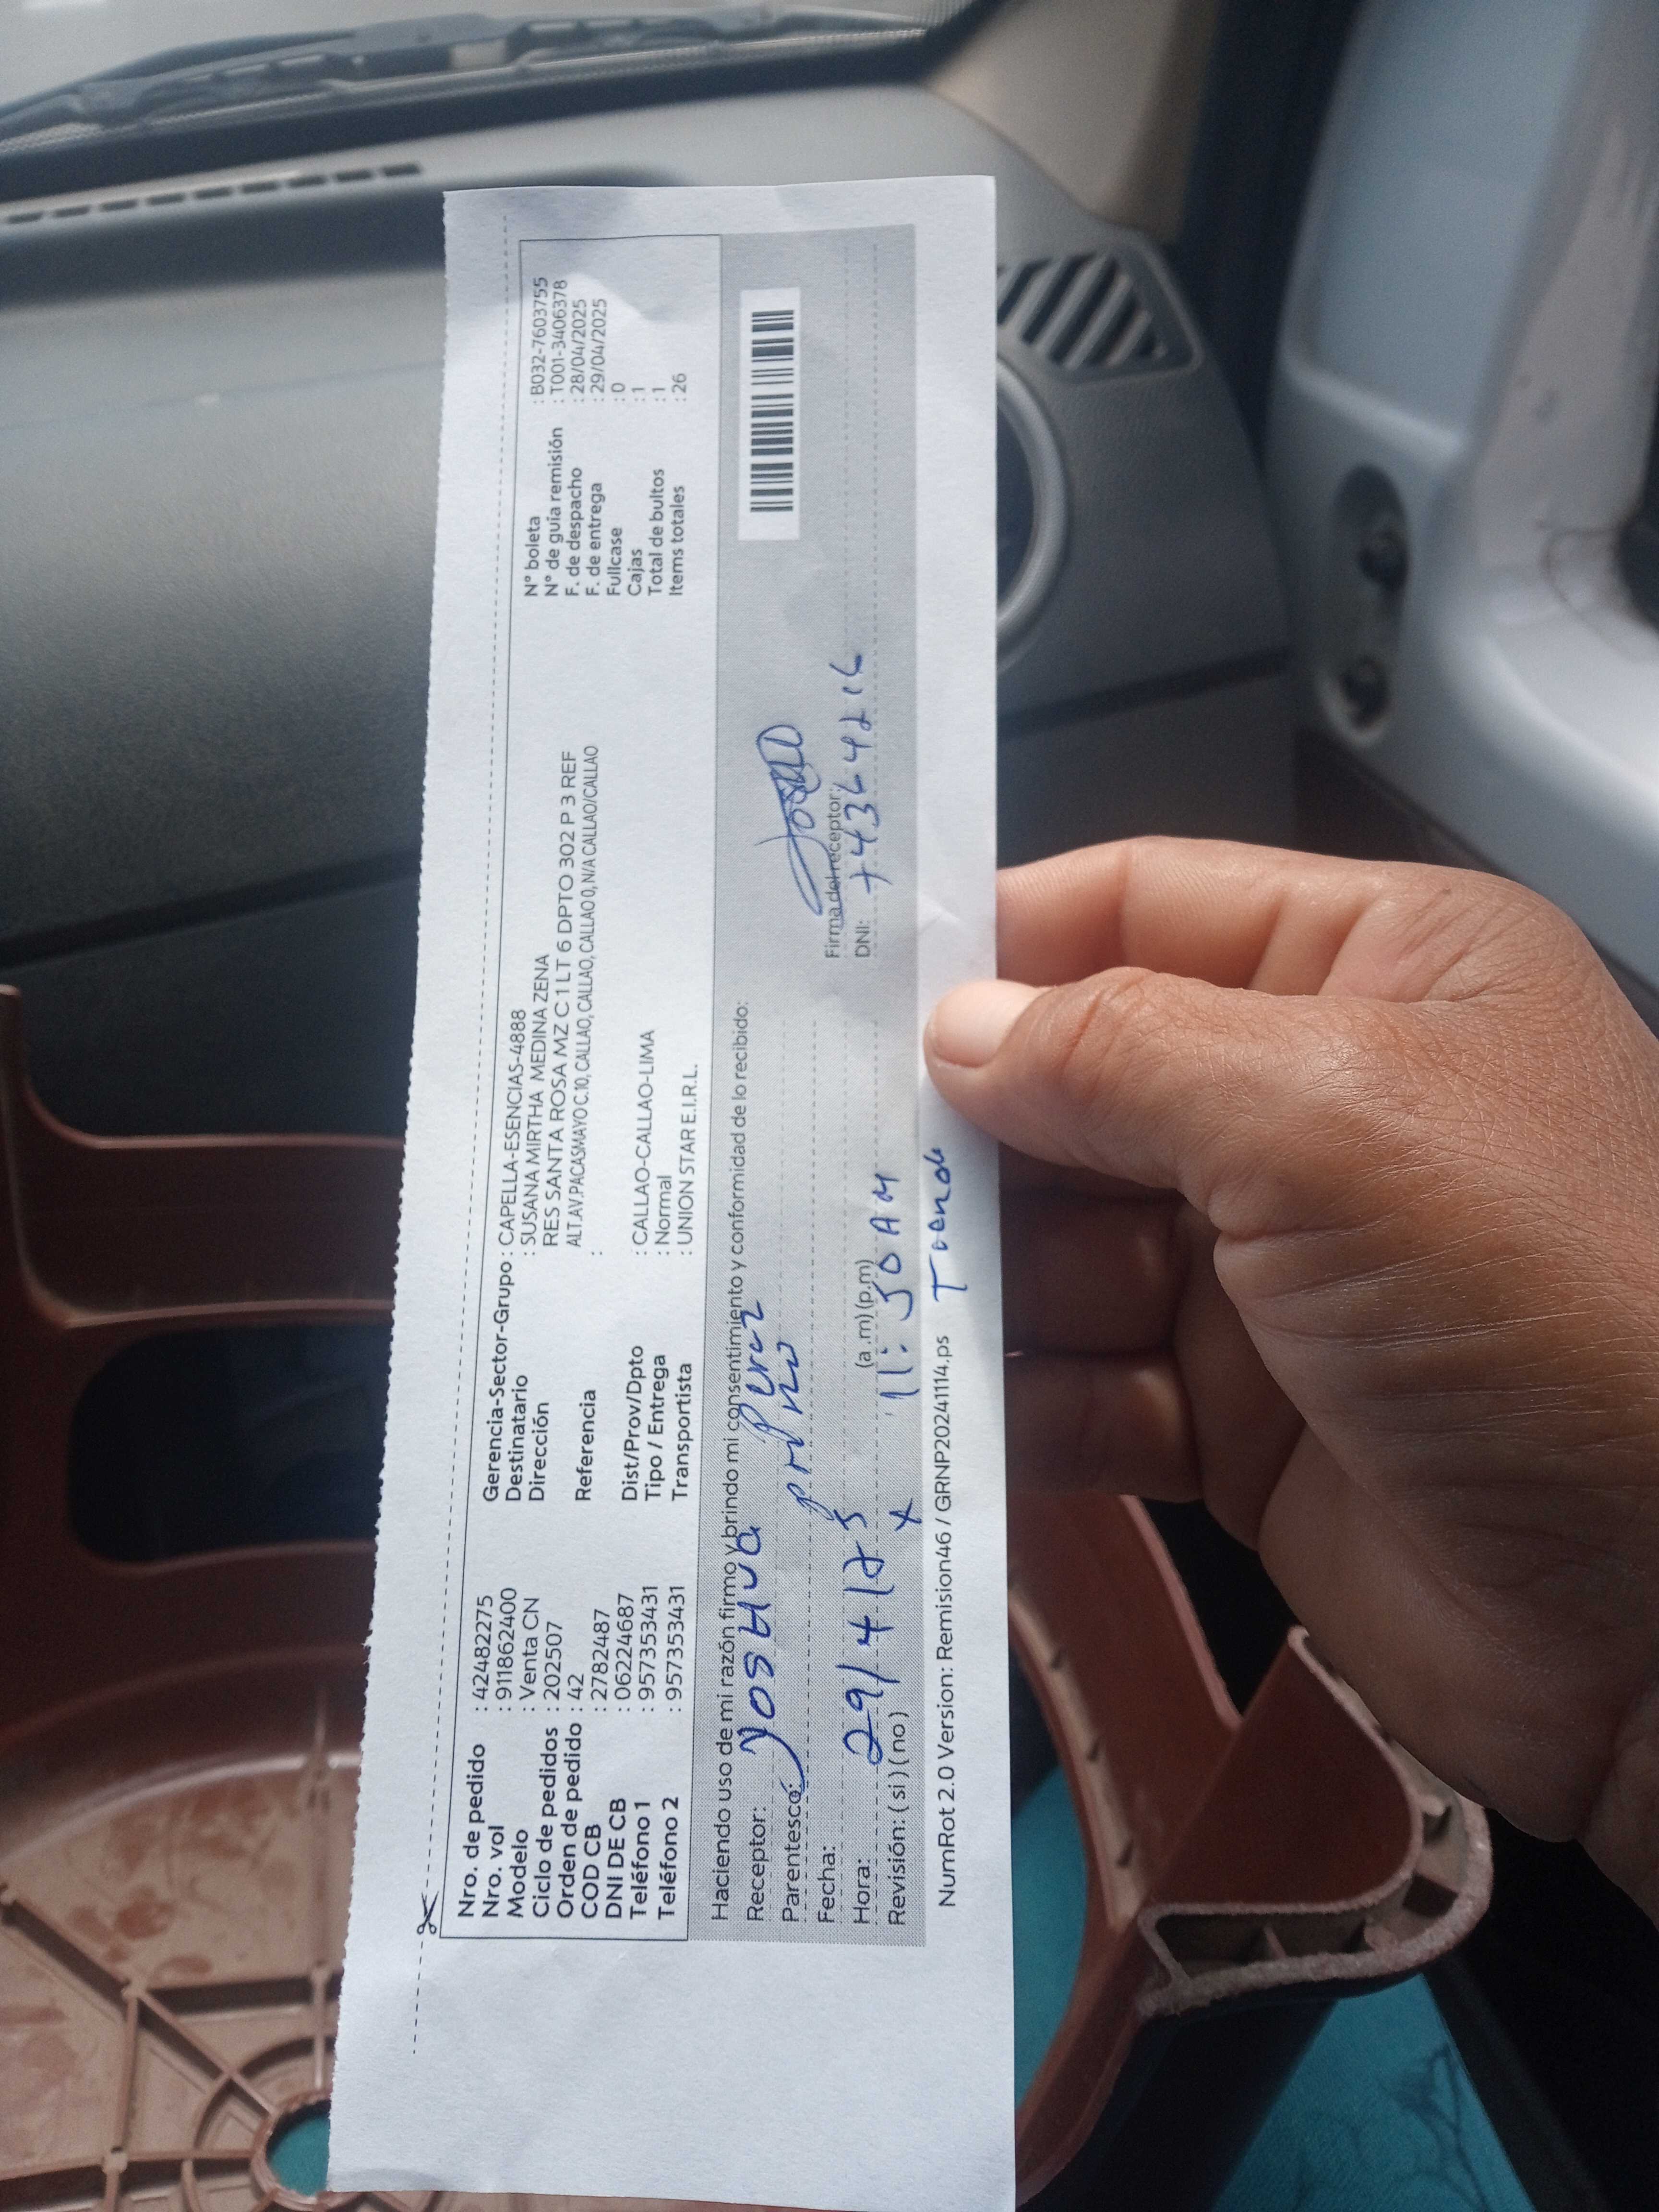 Nro. de pedido : 42482275
Nro. vol : 911862400
Modelo : Venta CN
Ciclo de pedidos : 202507
Orden de pedido : 42
COD CB : 2782487
DNI DE CB : 06224687
Teléfono 1 : 957353431
Teléfono 2 : 957353431
Gerencia-Sector-Grupo : CAPELLA-ESENCIAS-4888
Destinatario : SUSANA MIRTHA MEDINA ZENA
Dirección RES SANTA ROSA MZ C 1 LT 6 DPTO 302 P 3 REF
ALT.AV.PACASMAYO C.10, CALLAO, CALLAO, CALLAO 0, N/A CALLAO/CALLAO
Referencia :
Dist/Prov/Dpto : CALLAO-CALLAO-LIMA
Tipo / Entrega : Normal
Transportista : UNION STAR E.I.R.L.
N° boleta : B032-7603755
N° de guía remisión : T001-3406378
F. de despacho : 28/04/2025
F. de entrega : 29/04/2025
Fullcase : 0
Cajas : 1
Total de bultos : 1
Items totales : 26
Haciendo uso de mi razón firmo y brindo mi consentimiento y conformidad de lo recibido:
Receptor: Joshua Perez
Parentesco: primo
Fecha: 29/4/25
Hora: (a .m) (p.m) 11:50 AM
Revisión: ( si ) ( no ) x
Firma del receptor:
DNI:
NumRot 2.0 Version: Remision46 / GRNP20241114.ps